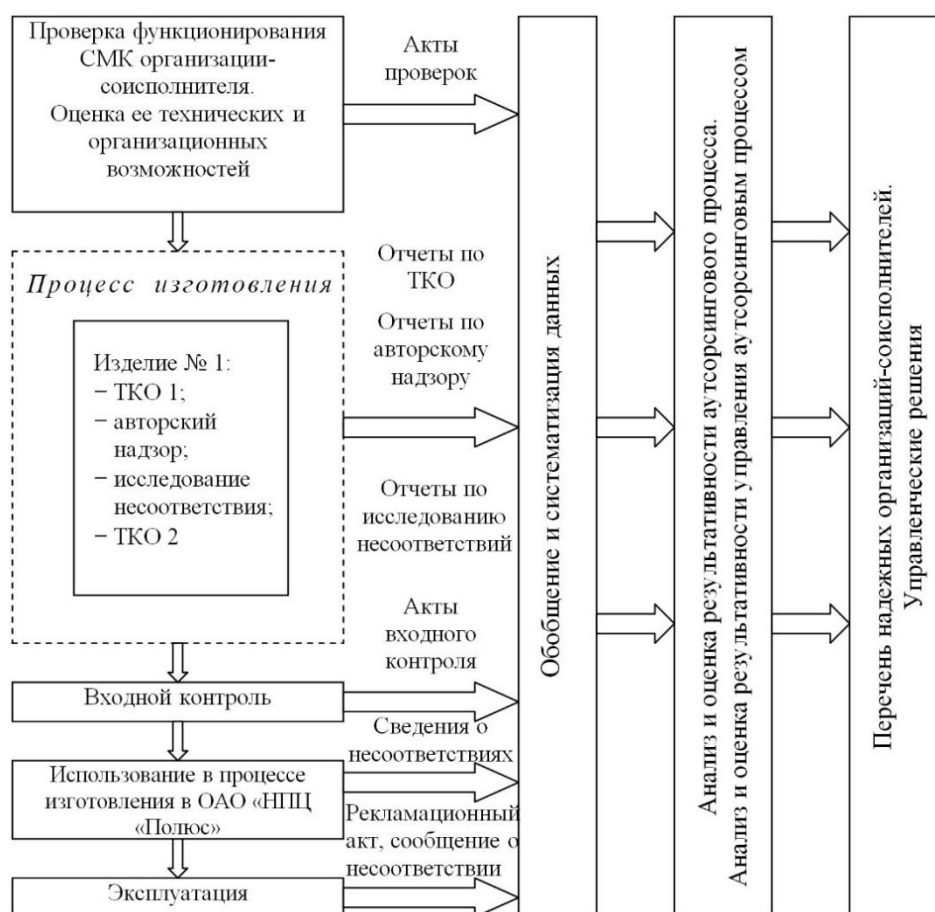 Проверка функционирования
СМК организации-
соисполнителя.
Оценка ее технических и
организационных
возможностей
Акты
проверок
Процесс изготовления
Изделие № 1:
− ТКО 1;
− авторский
надзор;
− исследование
несоответствия;
− ТКО 2
Отчеты по
ТКО
Отчеты по
авторскому
надзору
Отчеты по
исследованию
несоответствий
Акты
входного
контроля
Входной контроль
Сведения о
несоответствиях
Использование в процессе
изготовления в ОАО «НПЦ
«Полюс»
Рекламационный
акт, сообщение о
несоответствии
Эксплуатация
Обобщение и систематизация данных
Анализ и оценка результативности аутсорсингового процесса.
Анализ и оценка результативности управления аутсорсинговым процессом
Перечень надежных организаций-соисполнителей.
Управленческие решения